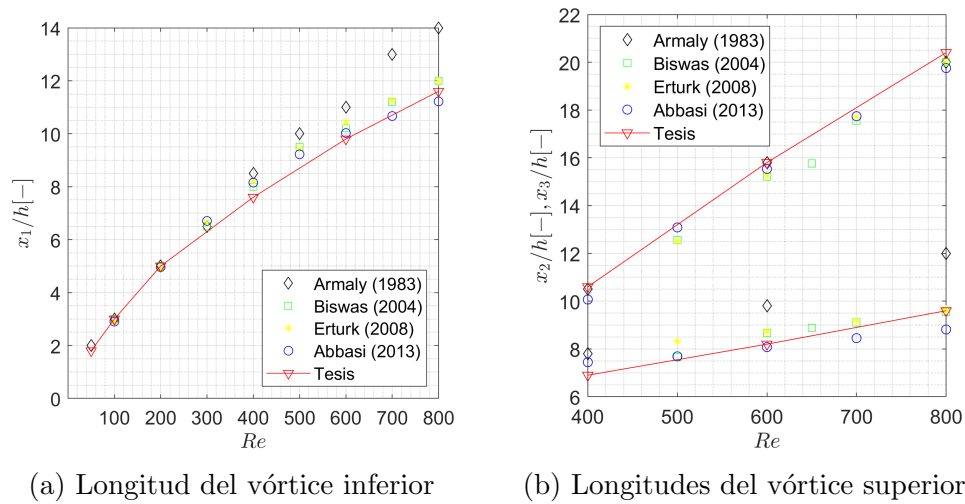 14
12
10
8
6
4
2
0
x₁/h[−]
100 200 300 400 500 600 700 800
Re
Armaly (1983)
Biswas (2004)
Erturk (2008)
Abbasi (2013)
Tesis
(a) Longitud del vórtice inferior
22
20
18
16
14
12
10
8
6
x₂/h[−], x₃/h[−]
400 500 600 700 800
Re
Armaly (1983)
Biswas (2004)
Erturk (2008)
Abbasi (2013)
Tesis
(b) Longitudes del vórtice superior